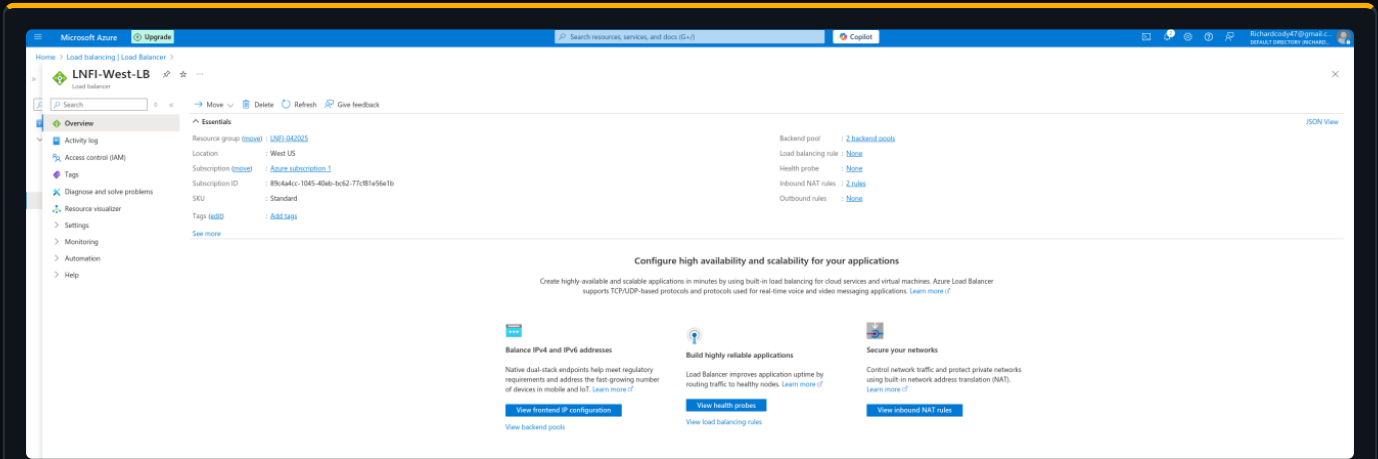 Microsoft Azure
Upgrade
Search resources, services, and docs (G+/)
Copilot
2
Richardcody47@gmail.c...
DEFAULT DIRECTORY (RICHARD...
Home > Load balancing | Load Balancer >
LNFI-West-LB
Load balancer
Search
Move
Delete
Refresh
Give feedback
Overview
Activity log
Access control (IAM)
Tags
Diagnose and solve problems
Resource visualizer
Settings
Monitoring
Automation
Help
Essentials
JSON View
Resource group (move) : LNFI-042025
Location : West US
Subscription (move) : Azure subscription 1
Subscription ID : 89c4a4cc-1045-40eb-bc62-77cf81e56e1b
SKU : Standard
Tags (edit) : Add tags
See more
Backend pool : 2 backend pools
Load balancing rule : None
Health probe : None
Inbound NAT rules : 2 rules
Outbound rules : None
Configure high availability and scalability for your applications
Create highly-available and scalable applications in minutes by using built-in load balancing for cloud services and virtual machines. Azure Load Balancer
supports TCP/UDP-based protocols and protocols used for real-time voice and video messaging applications. Learn more
Balance IPv4 and IPv6 addresses
Native dual-stack endpoints help meet regulatory
requirements and address the fast-growing number
of devices in mobile and IoT. Learn more
View frontend IP configuration
View backend pools
Build highly reliable applications
Load Balancer improves application uptime by
routing traffic to healthy nodes. Learn more
View health probes
View load balancing rules
Secure your networks
Control network traffic and protect private networks
using built-in network address translation (NAT).
Learn more
View inbound NAT rules